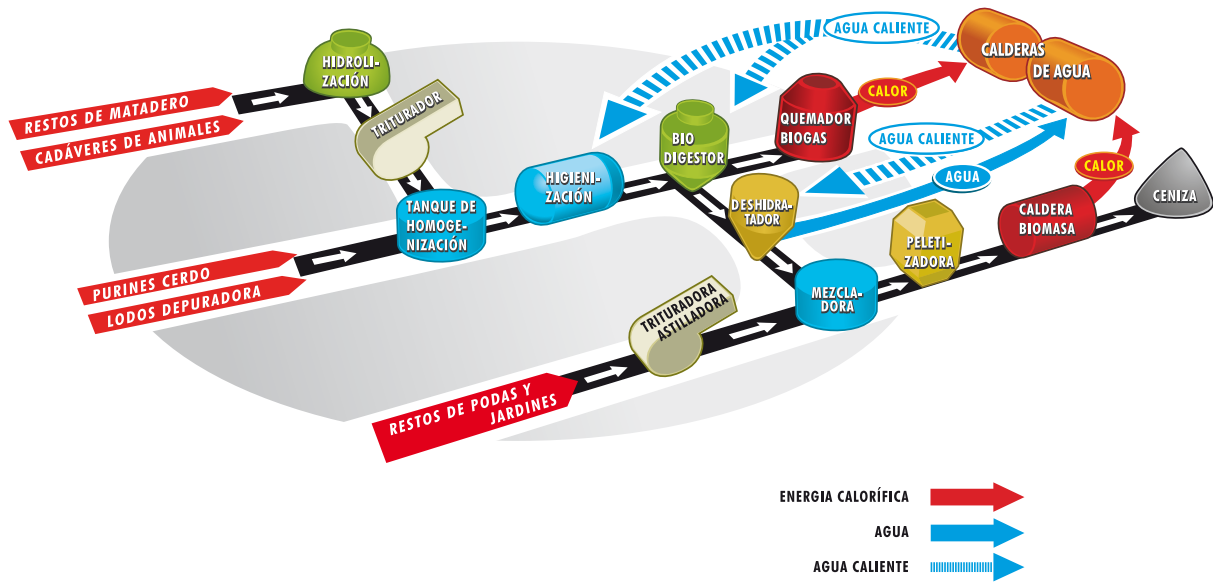 AGUA CALIENTE
CALDERAS
DE AGUA
HIDROLI-
ZACIÓN
RESTOS DE MATADERO
CADÁVERES DE ANIMALES
TRITURADOR
CALOR
QUEMADOR
BIOGAS
BIO
DIGESTOR
AGUA CALIENTE
AGUA
CALOR
HIGIENI-
ZACIÓN
TANQUE DE
HOMOGE-
NIZACIÓN
DESHIDRA-
TADOR
CENIZA
CALDERA
BIOMASA
PELETI-
ZADORA
PURINES CERDO
LODOS DEPURADORA
MEZCLA-
DORA
TRITURADORA
ASTILLADORA
RESTOS DE PODAS Y
JARDINES
ENERGIA CALORÍFICA
AGUA
AGUA CALIENTE